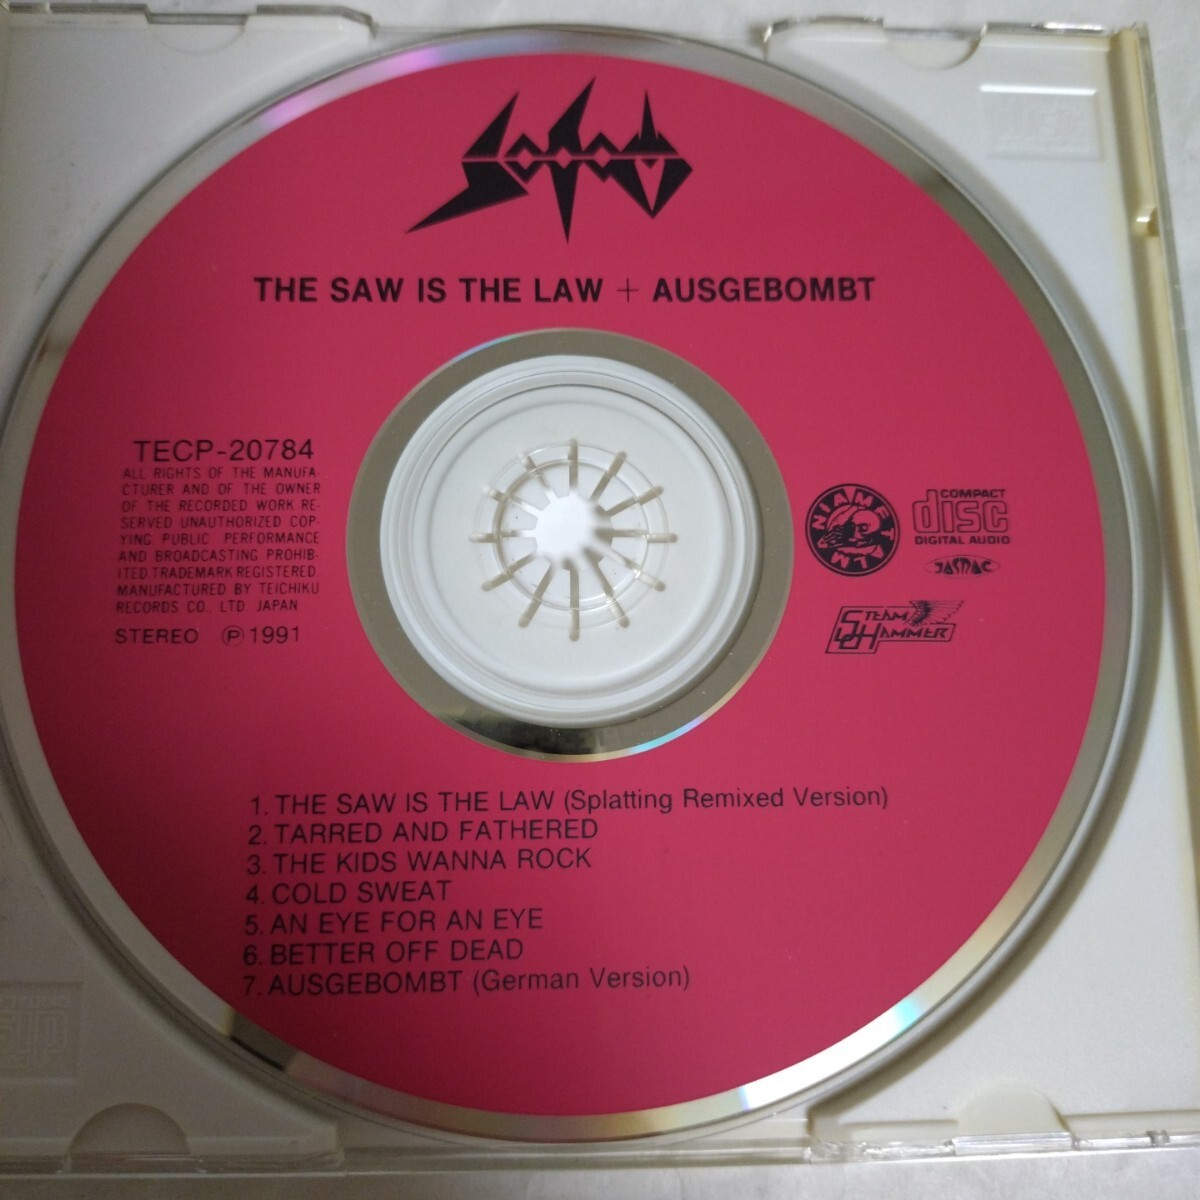 SODOM
THE SAW IS THE LAW + AUSGEBOMBT
TECP-20784
ALL RIGHTS OF THE MANUFA-
CTURER AND OF THE OWNER
OF THE RECORDED WORK RE-
SERVED UNAUTHORIZED COP-
YING PUBLIC PERFORMANCE
AND BROADCASTING PROHIB-
ITED.TRADEMARK REGISTERED.
MANUFACTURED BY TEICHIKU
RECORDS CO., LTD. JAPAN
STEREO Ⓟ1991
METANIAMAN
COMPACT
disc
DIGITAL AUDIO
JASRAC
STEAM
HAMMER
1. THE SAW IS THE LAW (Splatting Remixed Version)
2. TARRED AND FATHERED
3. THE KIDS WANNA ROCK
4. COLD SWEAT
5. AN EYE FOR AN EYE
6. BETTER OFF DEAD
7. AUSGEBOMBT (German Version)